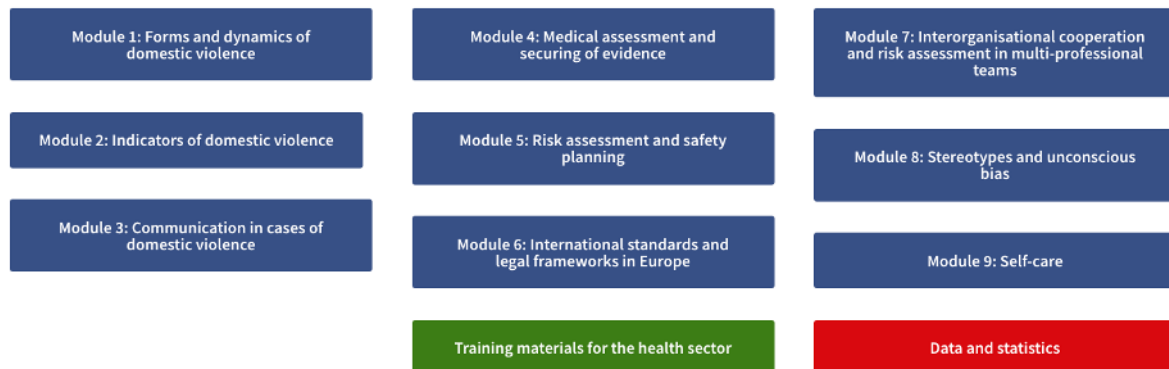 Module 1: Forms and dynamics of
domestic violence
Module 2: Indicators of domestic violence
Module 3: Communication in cases of
domestic violence
Module 4: Medical assessment and
securing of evidence
Module 5: Risk assessment and safety
planning
Module 6: International standards and
legal frameworks in Europe
Training materials for the health sector
Module 7: Interorganisational cooperation
and risk assessment in multi-professional
teams
Module 8: Stereotypes and unconscious
bias
Module 9: Self-care
Data and statistics